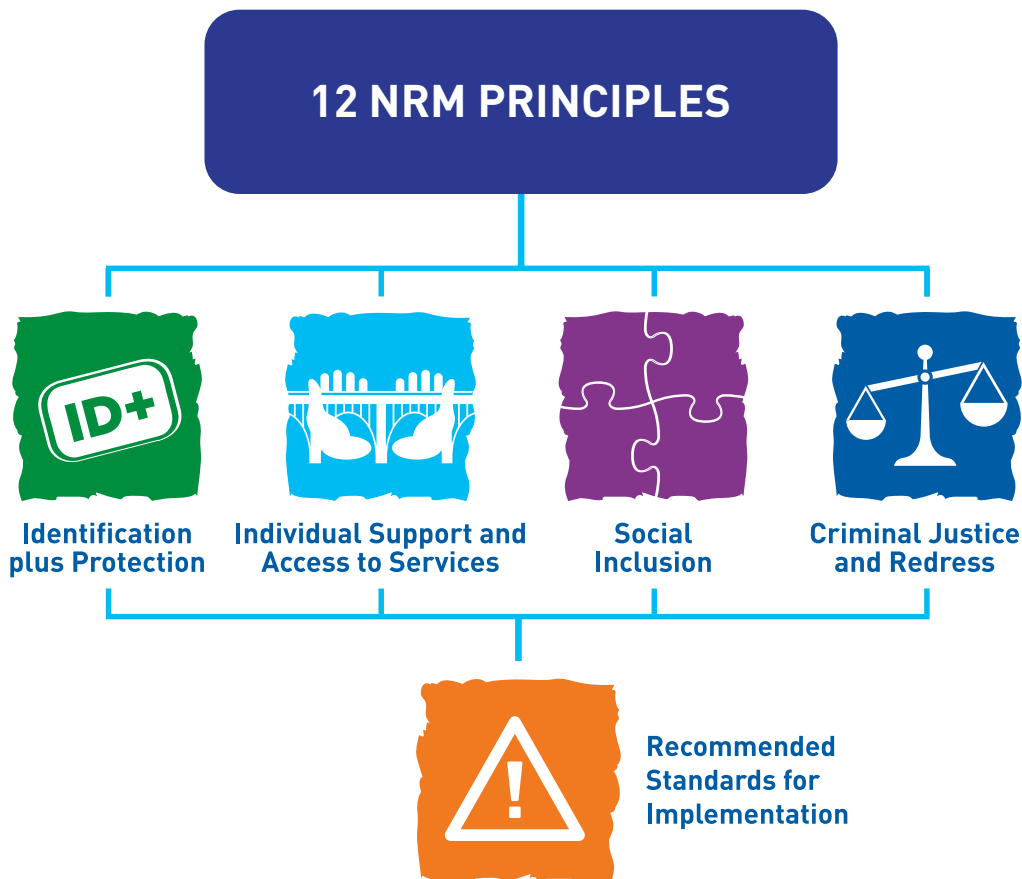 12 NRM PRINCIPLES
ID+
Identification
plus Protection
Individual Support and
Access to Services
Social
Inclusion
Criminal Justice
and Redress
!
Recommended
Standards for
Implementation